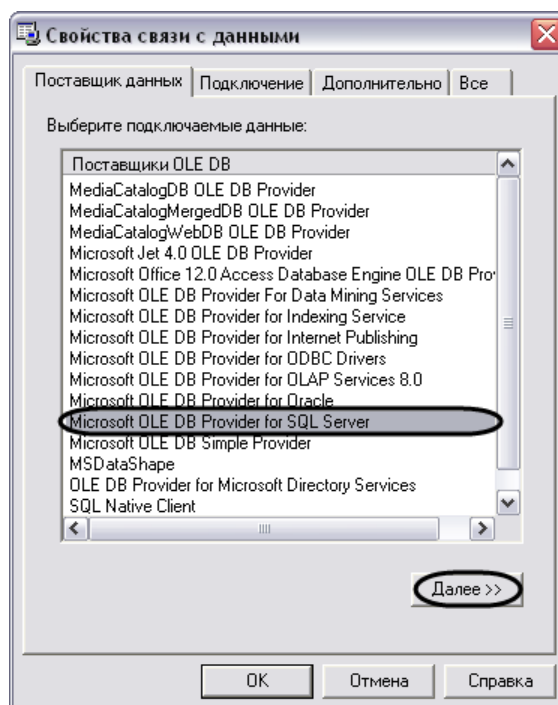 Свойства связи с данными
Поставщик данных Подключение Дополнительно Все
Выберите подключаемые данные:
Поставщики OLE DB
MediaCatalogDB OLE DB Provider
MediaCatalogMergedDB OLE DB Provider
MediaCatalogWebDB OLE DB Provider
Microsoft Jet 4.0 OLE DB Provider
Microsoft Office 12.0 Access Database Engine OLE DB Pro
Microsoft OLE DB Provider For Data Mining Services
Microsoft OLE DB Provider for Indexing Service
Microsoft OLE DB Provider for Internet Publishing
Microsoft OLE DB Provider for ODBC Drivers
Microsoft OLE DB Provider for OLAP Services 8.0
Microsoft OLE DB Provider for Oracle
Microsoft OLE DB Provider for SQL Server
Microsoft OLE DB Simple Provider
MSDataShape
OLE DB Provider for Microsoft Directory Services
SQL Native Client
Далее >>
OK Отмена Справка